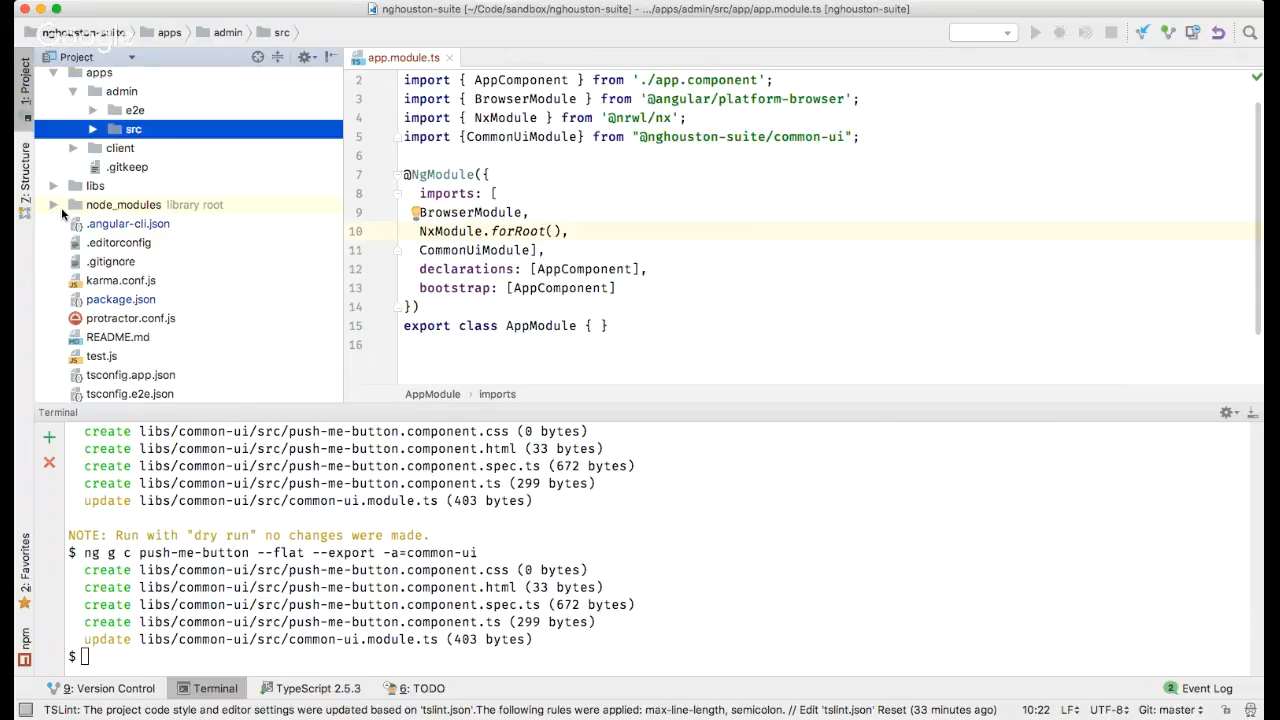 nghouston-suite [~/Code/sandbox/nghouston-suite] - .../apps/admin/src/app/app.module.ts [nghouston-suite]
nghouston-suite apps admin src
Google
Project
app.module.ts
1: Project
Z: Structure
2: Favorites
npm
apps
admin
e2e
src
client
.gitkeep
libs
node_modules library root
.angular-cli.json
.editorconfig
.gitignore
karma.conf.js
package.json
protractor.conf.js
README.md
test.js
tsconfig.app.json
tsconfig.e2e.json
2 import { AppComponent } from './app.component';
3 import { BrowserModule } from '@angular/platform-browser';
4 import { NxModule } from '@nrwl/nx';
5 import {CommonUiModule} from "@nghouston-suite/common-ui";
6
7 @NgModule({
8 imports: [
9 BrowserModule,
10 NxModule.forRoot(),
11 CommonUiModule],
12 declarations: [AppComponent],
13 bootstrap: [AppComponent]
14 })
15 export class AppModule { }
16
AppModule › imports
Terminal
create libs/common-ui/src/push-me-button.component.css (0 bytes)
create libs/common-ui/src/push-me-button.component.html (33 bytes)
create libs/common-ui/src/push-me-button.component.spec.ts (672 bytes)
create libs/common-ui/src/push-me-button.component.ts (299 bytes)
update libs/common-ui/src/common-ui.module.ts (403 bytes)
NOTE: Run with "dry run" no changes were made.
$ ng g c push-me-button --flat --export -a=common-ui
create libs/common-ui/src/push-me-button.component.css (0 bytes)
create libs/common-ui/src/push-me-button.component.html (33 bytes)
create libs/common-ui/src/push-me-button.component.spec.ts (672 bytes)
create libs/common-ui/src/push-me-button.component.ts (299 bytes)
update libs/common-ui/src/common-ui.module.ts (403 bytes)
$
9: Version Control Terminal TypeScript 2.5.3 6: TODO 2 Event Log
TSLint: The project code style and editor settings were updated based on 'tslint.json'.The following rules were applied: max-line-length, semicolon. // Edit 'tslint.json' Reset (33 minutes ago) 10:22 LF÷ UTF-8÷ Git: master÷